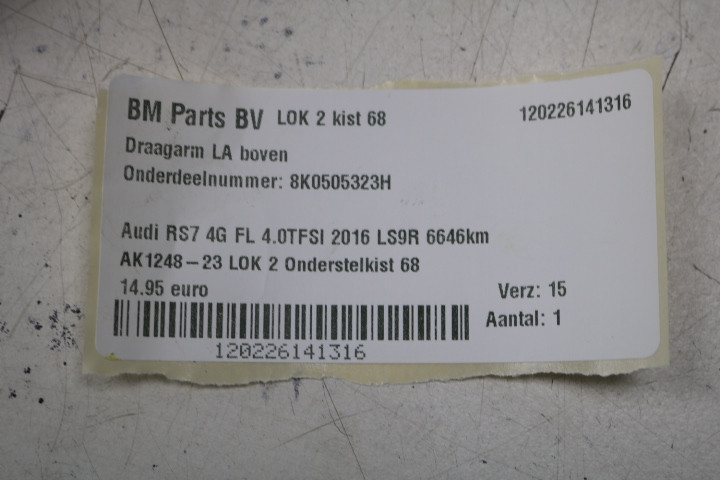 BM Parts BV LOK 2 kist 68 120226141316
Draagarm LA boven
Onderdeelnummer: 8K0505323H
Audi RS7 4G FL 4.0TFSI 2016 LS9R 6646km
AK1248-23 LOK 2 Onderstelkist 68
14.95 euro Verz: 15
Aantal: 1
120226141316